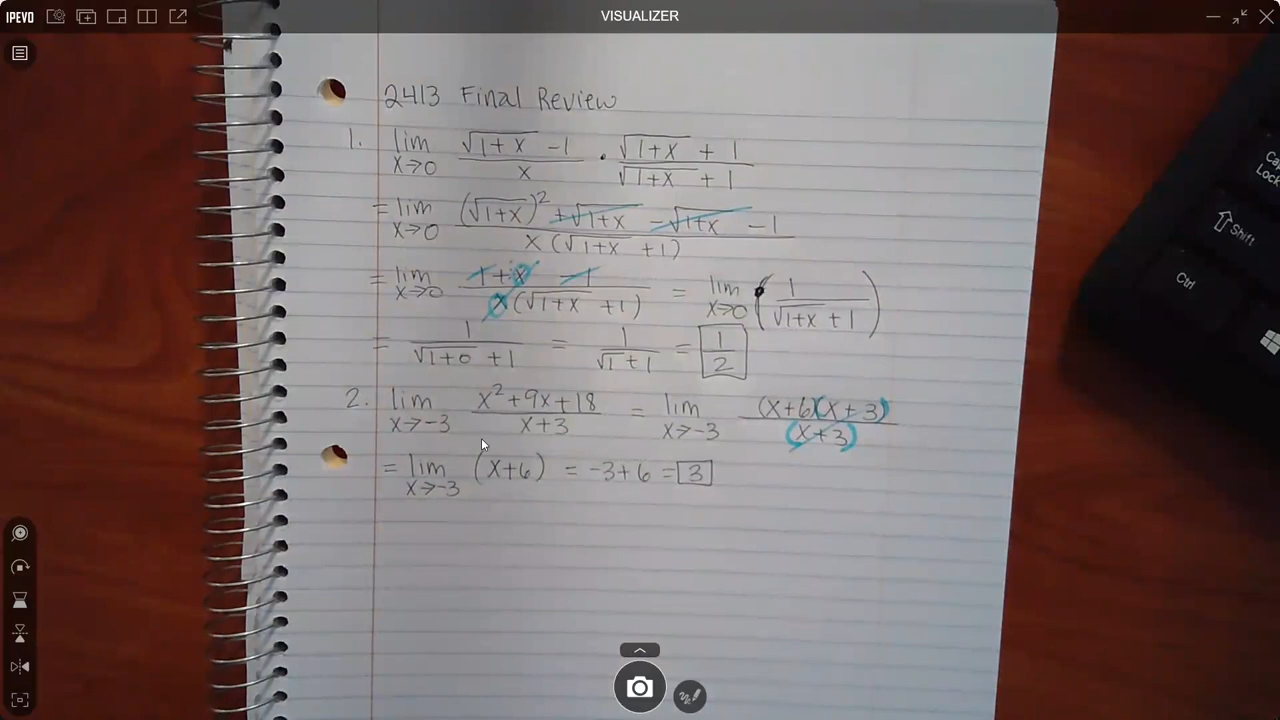 IPEVO
VISUALIZER
2413 Final Review
1. lim x→0 (√(1+x) - 1)/x · (√(1+x) + 1)/(√(1+x) + 1)
= lim x→0 ((√(1+x))² + √(1+x) - √(1+x) - 1)/(x(√(1+x) + 1))
= lim x→0 (1+x - 1)/(x(√(1+x) + 1)) = lim x→0 (1/(√(1+x) + 1))
= 1/(√(1+0) + 1) = 1/(√1 + 1) = 1/2
2. lim x→-3 (x²+9x+18)/(x+3) = lim x→-3 ((x+6)(x+3))/(x+3)
= lim x→-3 (x+6) = -3+6 = 3
Caps Lock
Shift
Ctrl